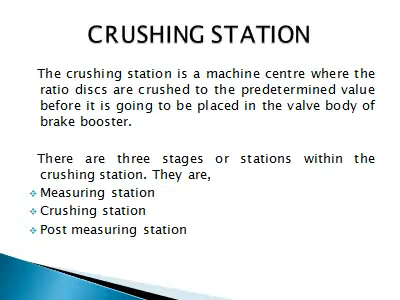 CRUSHING STATION
The crushing station is a machine centre where the
ratio discs are crushed to the predetermined value
before it is going to be placed in the valve body of
brake booster.
There are three stages or stations within the
crushing station. They are,
❖ Measuring station
❖ Crushing station
❖ Post measuring station